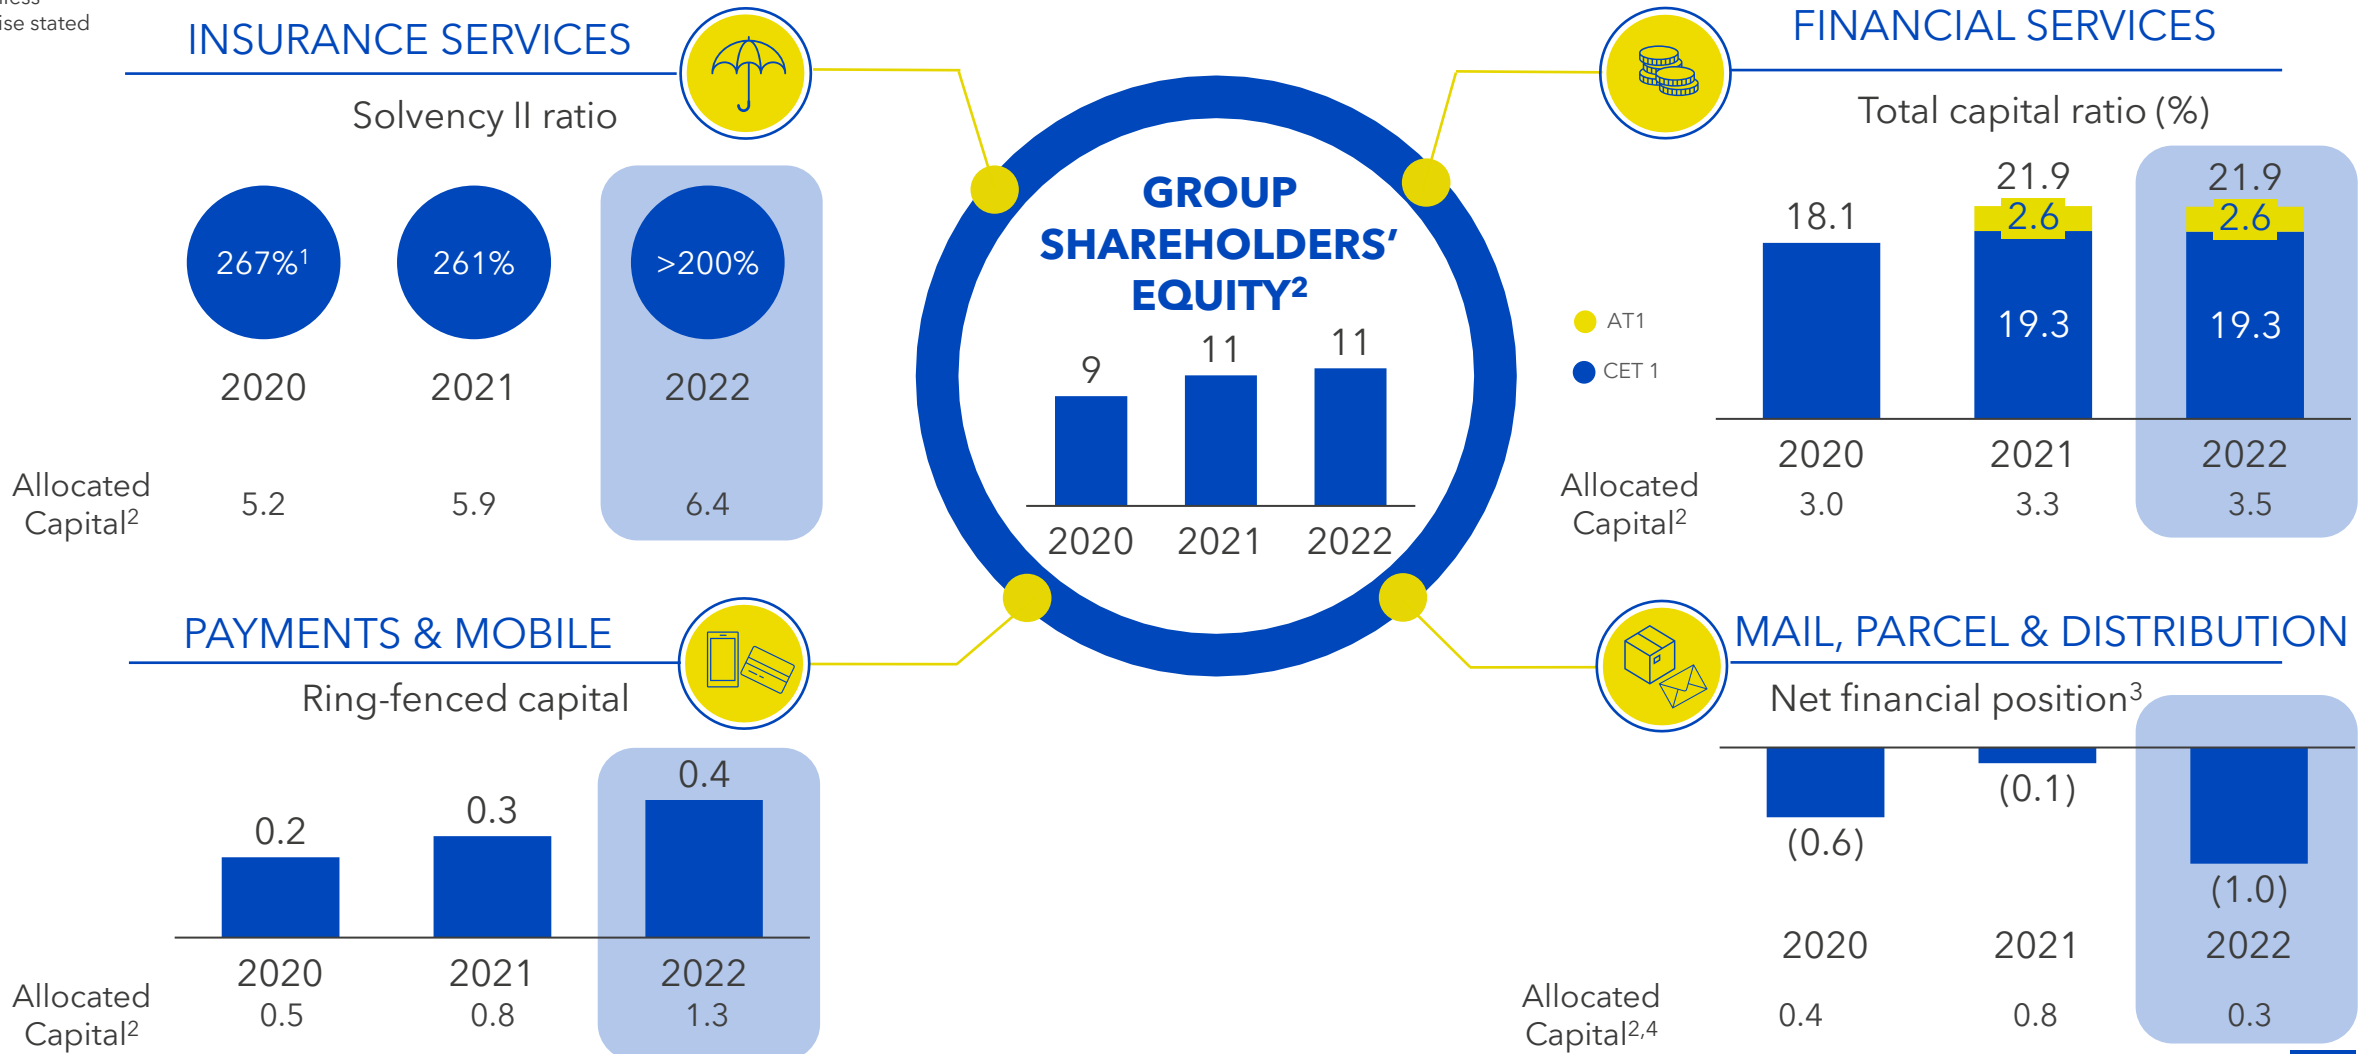 ise stated
INSURANCE SERVICES
Solvency II ratio
267%¹ 261% >200%
2020 2021 2022
Allocated
Capital²
5.2 5.9 6.4
GROUP
SHAREHOLDERS’
EQUITY²
9 11 11
2020 2021 2022
FINANCIAL SERVICES
Total capital ratio (%)
18.1 21.9 21.9
2.6 2.6
19.3 19.3
AT1
CET 1
2020 2021 2022
Allocated
Capital²
3.0 3.3 3.5
PAYMENTS & MOBILE
Ring-fenced capital
0.2 0.3 0.4
2020 2021 2022
Allocated
Capital²
0.5 0.8 1.3
MAIL, PARCEL & DISTRIBUTION
Net financial position³
(0.6) (0.1) (1.0)
2020 2021 2022
Allocated
Capital²,⁴
0.4 0.8 0.3